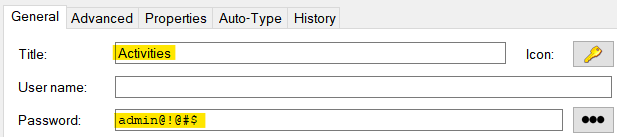 General Advanced Properties Auto-Type History
Title: Activities Icon:
User name:
Password: admin@!@#$